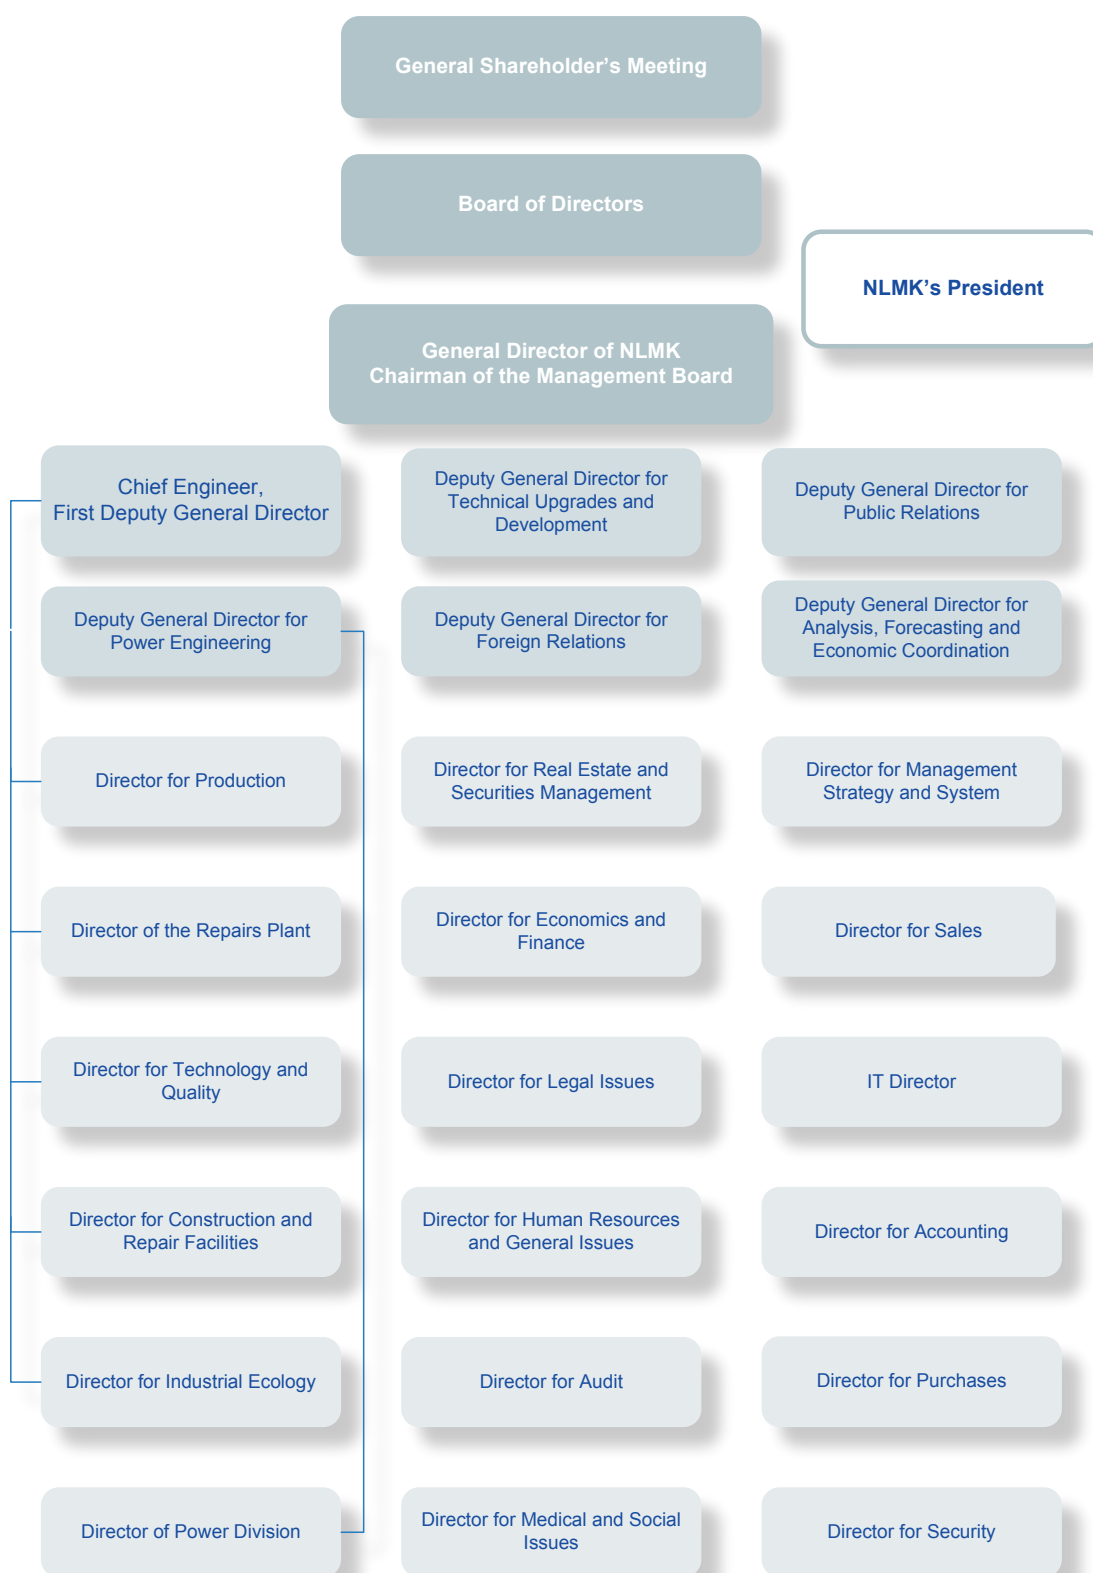 General Shareholder’s Meeting
Board of Directors
NLMK’s President
General Director of NLMK
Chairman of the Management Board
Chief Engineer,
First Deputy General Director
Deputy General Director for
Technical Upgrades and
Development
Deputy General Director for
Public Relations
Deputy General Director for
Power Engineering
Deputy General Director for
Foreign Relations
Deputy General Director for
Analysis, Forecasting and
Economic Coordination
Director for Production
Director for Real Estate and
Securities Management
Director for Management
Strategy and System
Director of the Repairs Plant
Director for Economics and
Finance
Director for Sales
Director for Technology and
Quality
Director for Legal Issues
IT Director
Director for Construction and
Repair Facilities
Director for Human Resources
and General Issues
Director for Accounting
Director for Industrial Ecology
Director for Audit
Director for Purchases
Director of Power Division
Director for Medical and Social
Issues
Director for Security